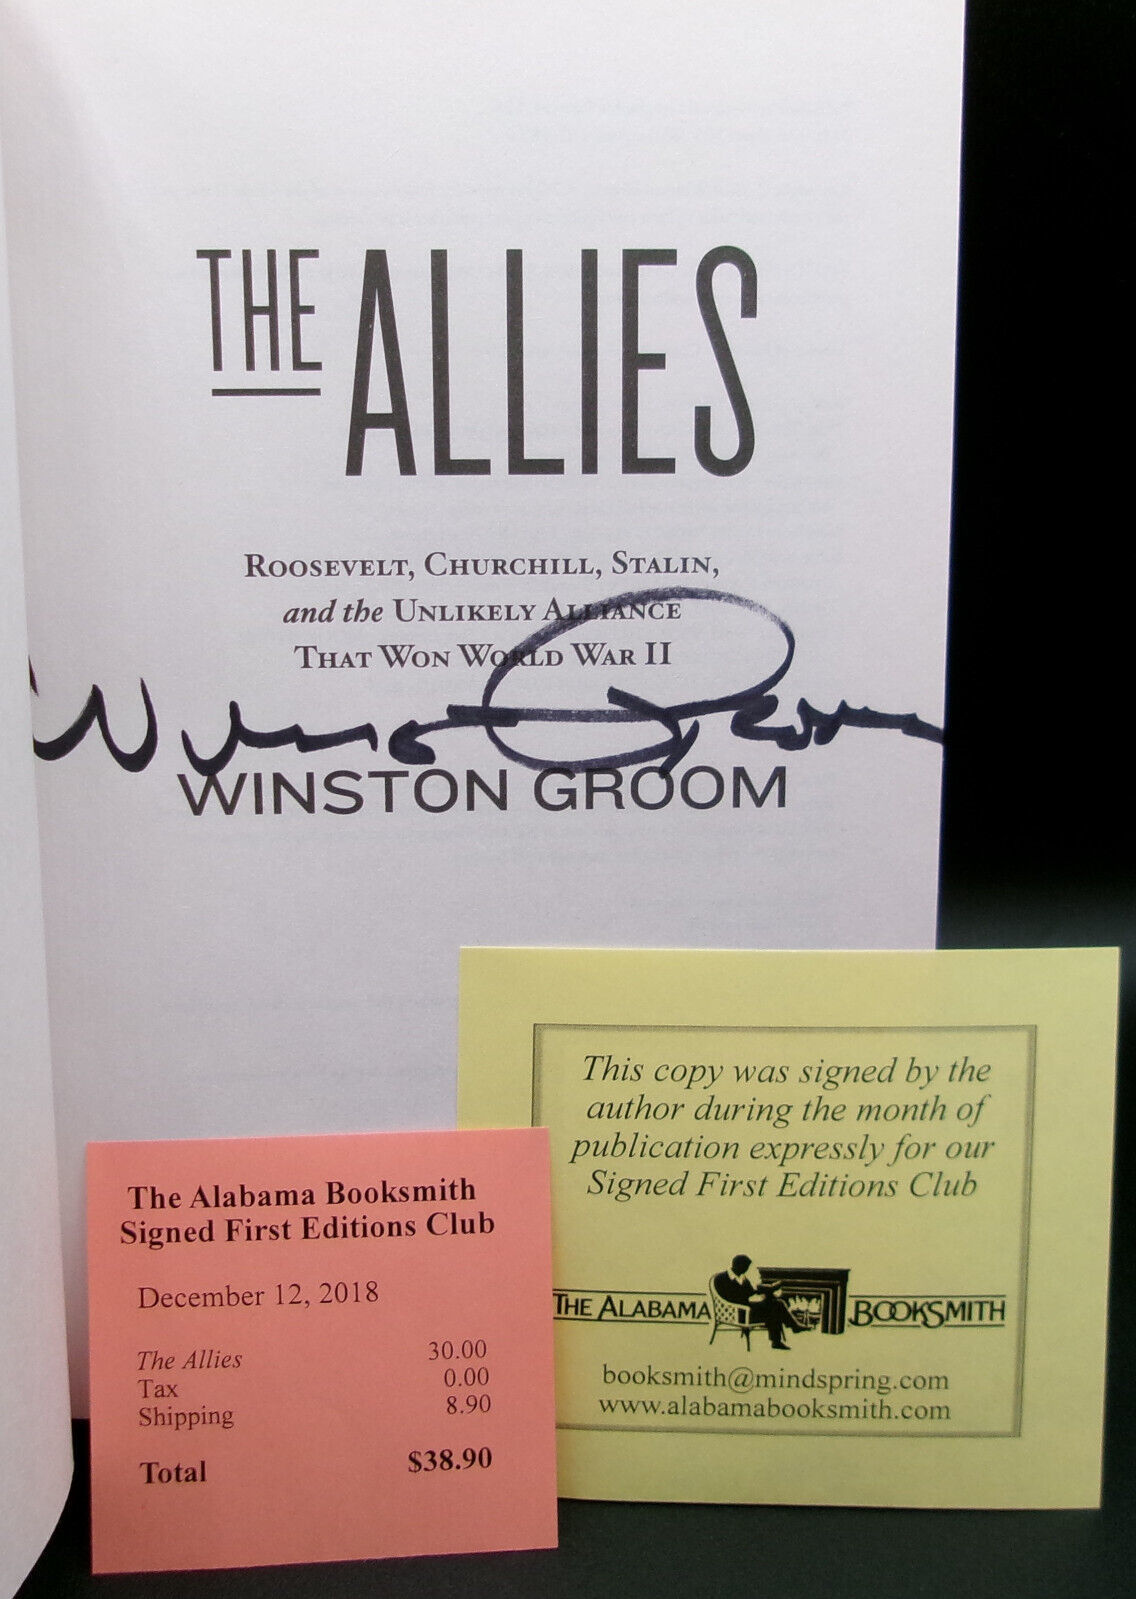 THE ALLIES
ROOSEVELT, CHURCHILL, STALIN,
and the UNLIKELY ALLIANCE
THAT WON WORLD WAR II
Winston Groom
WINSTON GROOM
The Alabama Booksmith
Signed First Editions Club
December 12, 2018
The Allies 30.00
Tax 0.00
Shipping 8.90
Total $38.90
This copy was signed by the
author during the month of
publication expressly for our
Signed First Editions Club
THE ALABAMA BOOKSMITH
booksmith@mindspring.com
www.alabamabooksmith.com